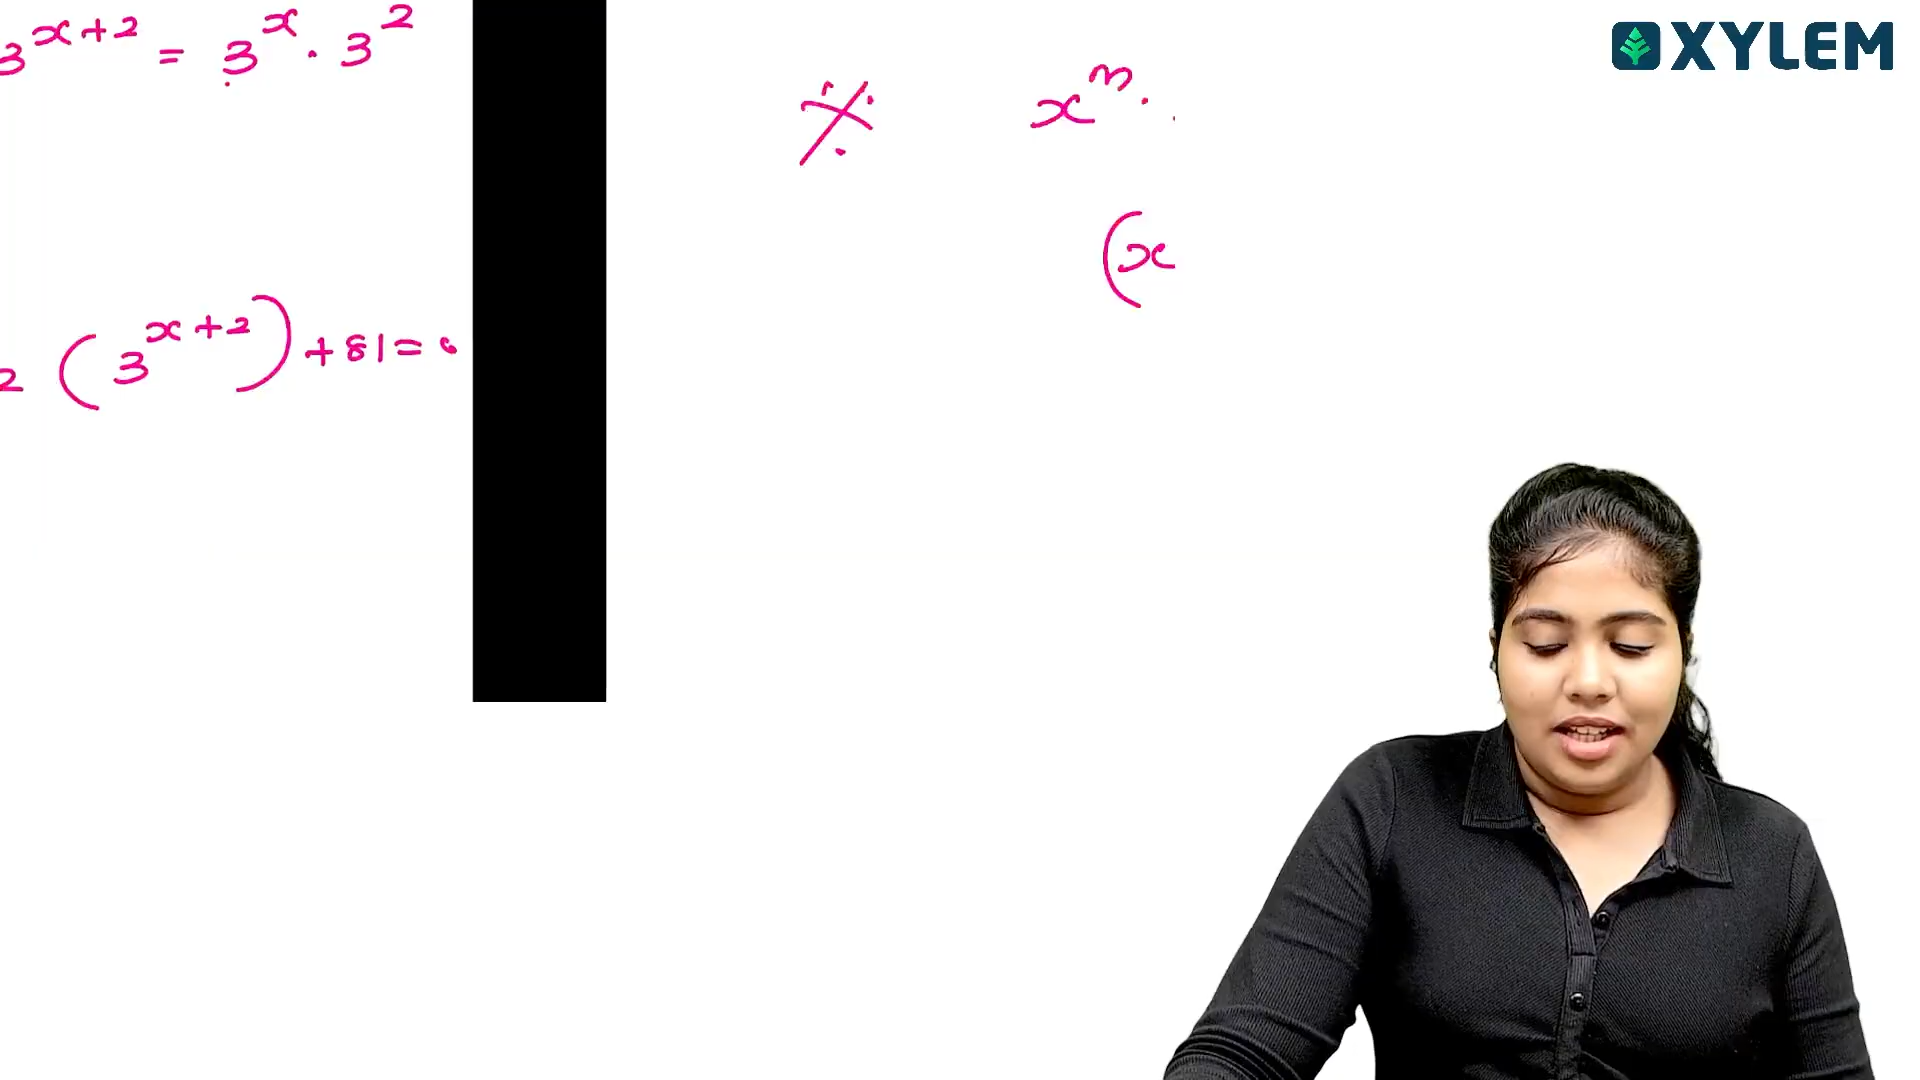 XYLEM
3^{x+2} = 3^x · 3^2
x^m ·
(x
2 (3^{x+2}) + 81 = 0